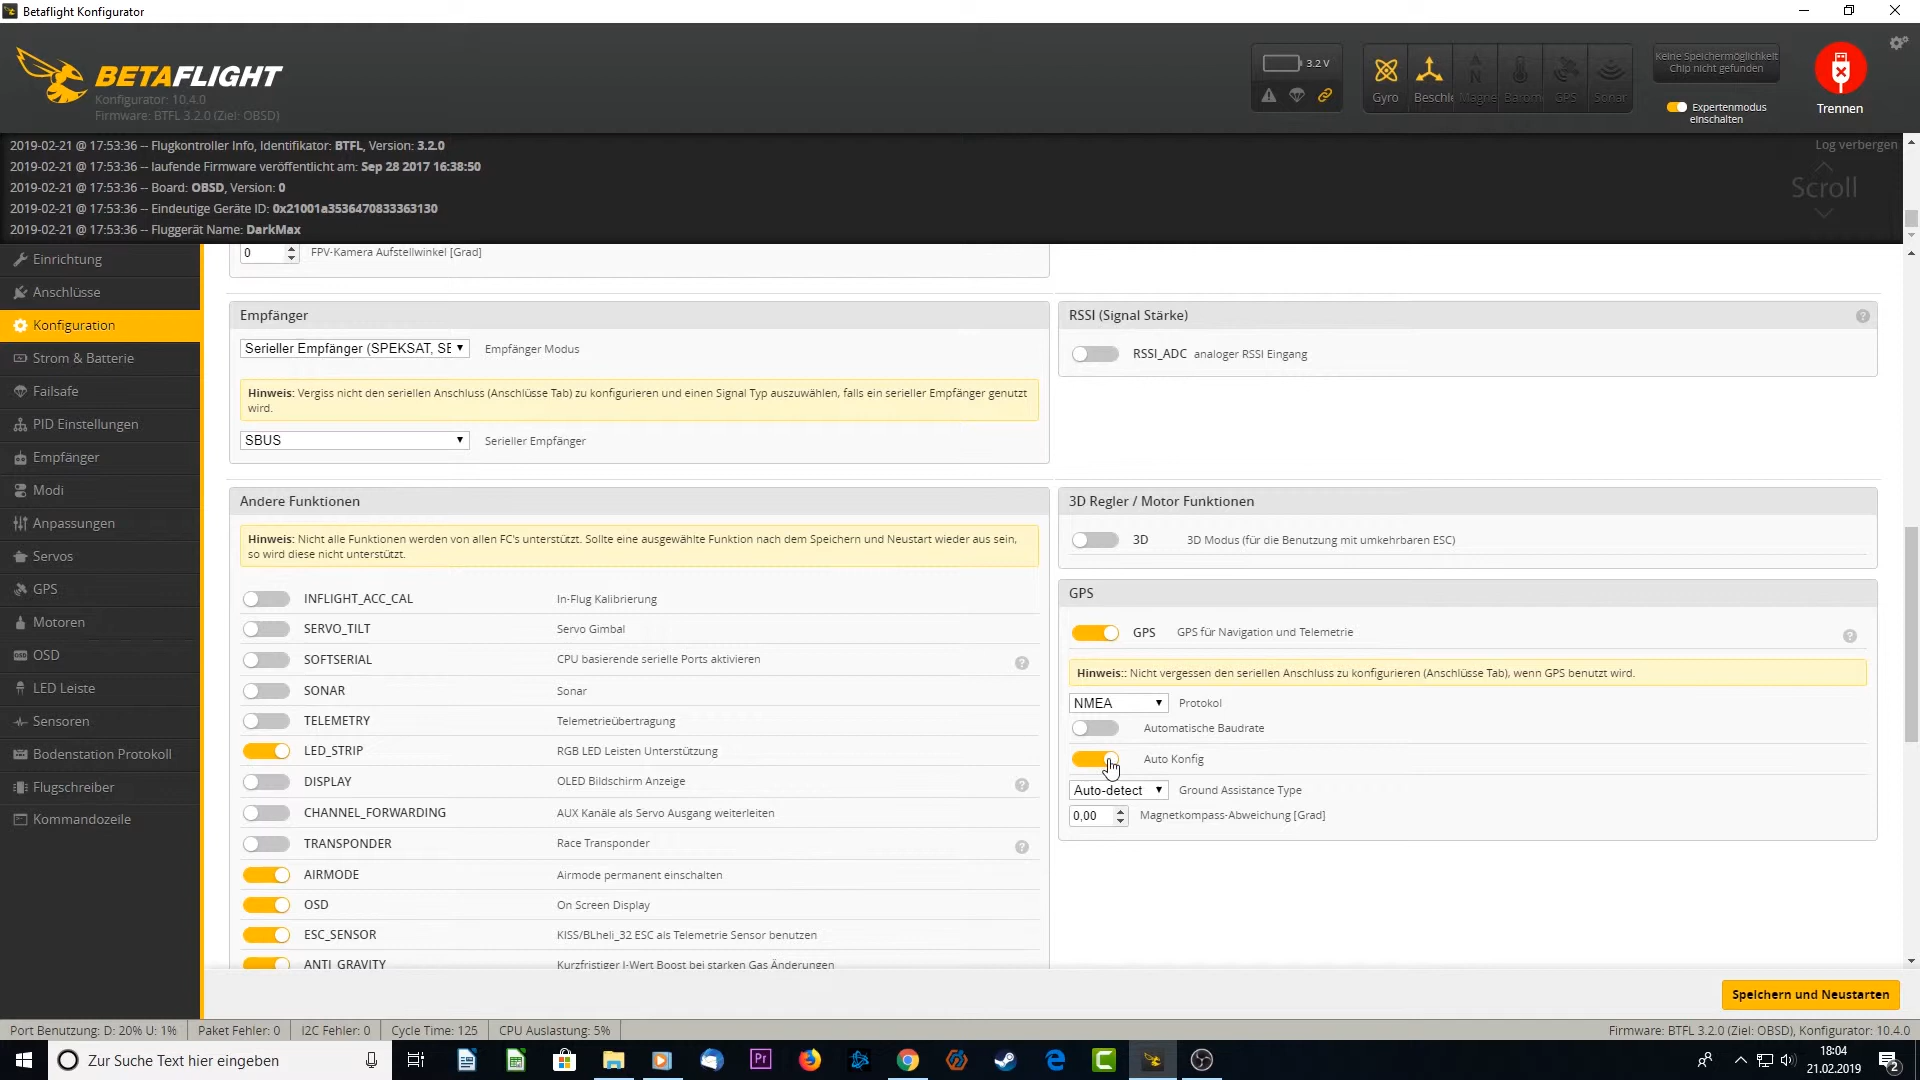 Betaflight Konfigurator
BETAFLIGHT
Konfigurator: 10.4.0
Firmware: BTFL 3.2.0 (Ziel: OBSD)
3.2 V
Gyro
Beschle
Magne
Barom
GPS
Sonar
Keine Speichermöglichkeit
Chip nicht gefunden
Expertenmodus
einschalten
Trennen
2019-02-21 @ 17:53:36 -- Flugkontroller Info, Identifikator: BTFL, Version: 3.2.0
2019-02-21 @ 17:53:36 -- laufende Firmware veröffentlicht am: Sep 28 2017 16:38:50
2019-02-21 @ 17:53:36 -- Board: OBSD, Version: 0
2019-02-21 @ 17:53:36 -- Eindeutige Geräte ID: 0x21001a3536470833363130
2019-02-21 @ 17:53:36 -- Fluggerät Name: DarkMax
Log verbergen
Scroll
Einrichtung
Anschlüsse
Konfiguration
Strom & Batterie
Failsafe
PID Einstellungen
Empfänger
Modi
Anpassungen
Servos
GPS
Motoren
OSD
LED Leiste
Sensoren
Bodenstation Protokoll
Flugschreiber
Kommandozeile
0 FPV-Kamera Aufstellwinkel [Grad]
Empfänger
Serieller Empfänger (SPEKSAT, SE Empfänger Modus
Hinweis: Vergiss nicht den seriellen Anschluss (Anschlüsse Tab) zu konfigurieren und einen Signal Typ auszuwählen, falls ein serieller Empfänger genutzt
wird.
SBUS Serieller Empfänger
RSSI (Signal Stärke)
RSSI_ADC analoger RSSI Eingang
Andere Funktionen
Hinweis: Nicht alle Funktionen werden von allen FC's unterstützt. Sollte eine ausgewählte Funktion nach dem Speichern und Neustart wieder aus sein,
so wird diese nicht unterstützt.
INFLIGHT_ACC_CAL In-Flug Kalibrierung
SERVO_TILT Servo Gimbal
SOFTSERIAL CPU basierende serielle Ports aktivieren
SONAR Sonar
TELEMETRY Telemetrieübertragung
LED_STRIP RGB LED Leisten Unterstützung
DISPLAY OLED Bildschirm Anzeige
CHANNEL_FORWARDING AUX Kanäle als Servo Ausgang weiterleiten
TRANSPONDER Race Transponder
AIRMODE Airmode permanent einschalten
OSD On Screen Display
ESC_SENSOR KISS/BLheli_32 ESC als Telemetrie Sensor benutzen
ANTI_GRAVITY Kurzfristiger I-Wert Boost bei starken Gas Änderungen
3D Regler / Motor Funktionen
3D 3D Modus (für die Benutzung mit umkehrbaren ESC)
GPS
GPS GPS für Navigation und Telemetrie
Hinweis:: Nicht vergessen den seriellen Anschluss zu konfigurieren (Anschlüsse Tab), wenn GPS benutzt wird.
NMEA Protokol
Automatische Baudrate
Auto Konfig
Auto-detect Ground Assistance Type
0,00 Magnetkompass-Abweichung [Grad]
Speichern und Neustarten
Port Benutzung: D: 20% U: 1% Paket Fehler: 0 I2C Fehler: 0 Cycle Time: 125 CPU Auslastung: 5%
Firmware: BTFL 3.2.0 (Ziel: OBSD), Konfigurator: 10.4.0
Zur Suche Text hier eingeben
Pr
18:04
21.02.2019
2